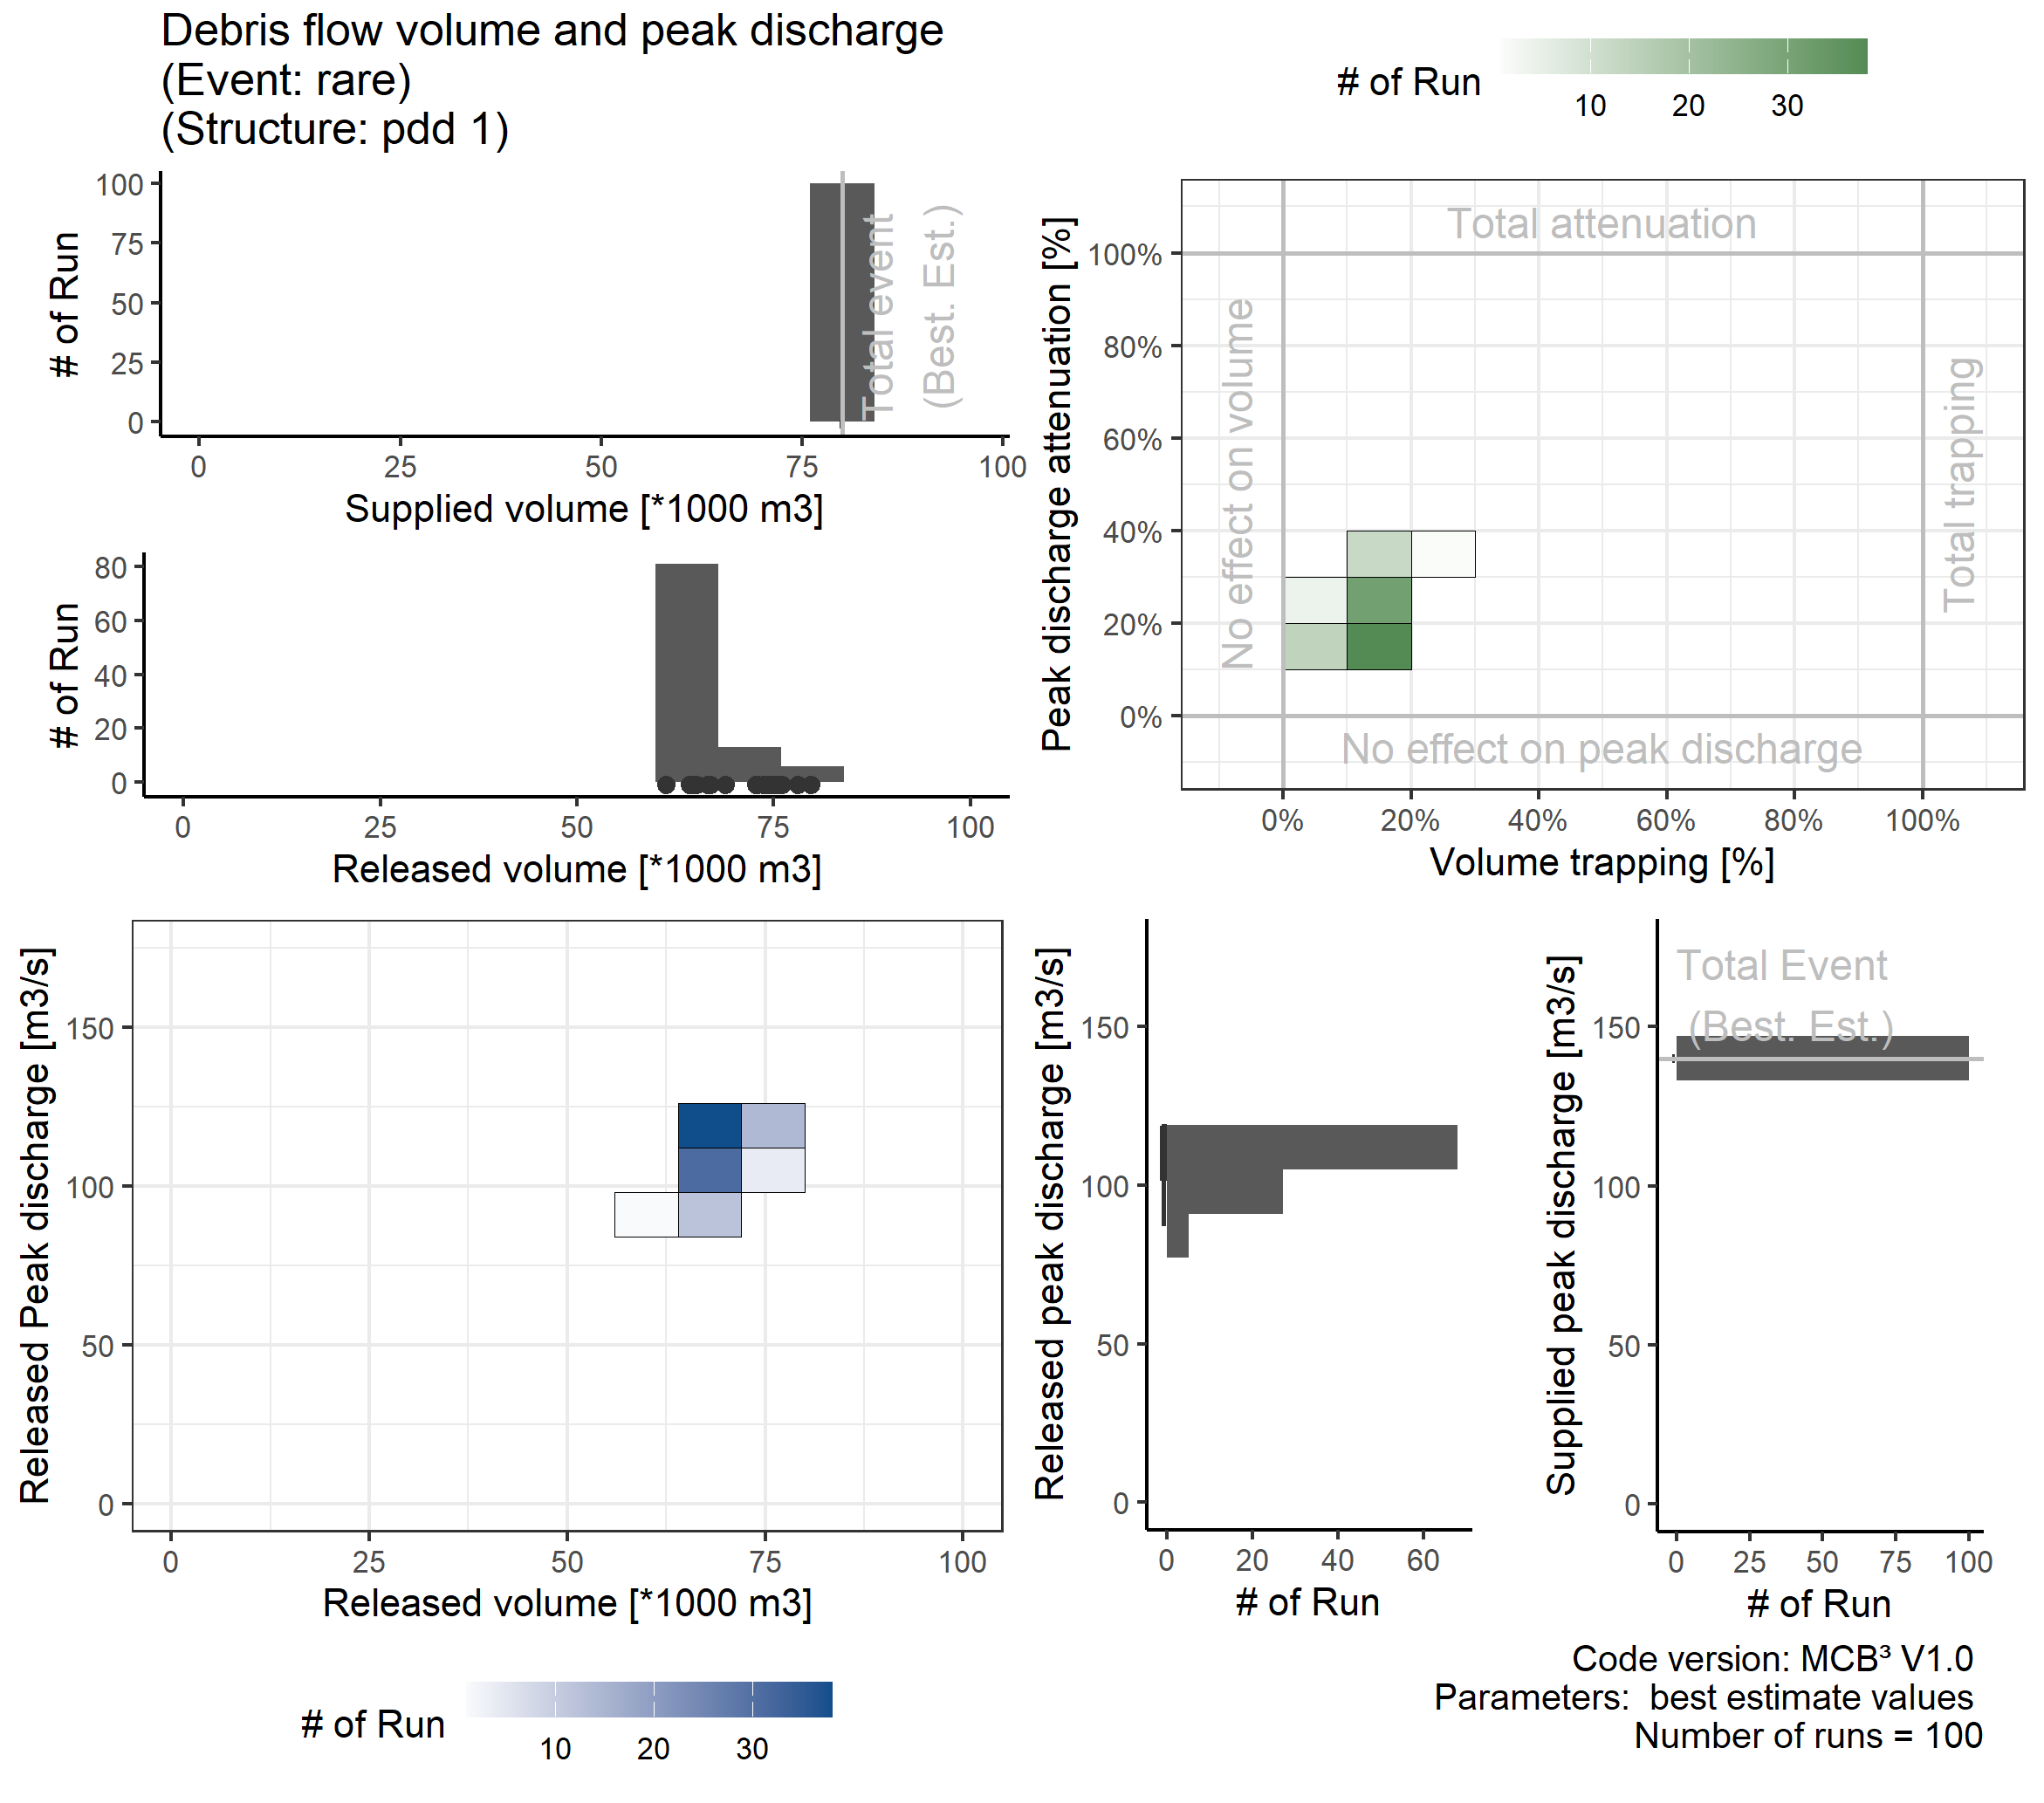 Debris flow volume and peak discharge
(Event: rare)
(Structure: pdd 1)
# of Run
10 20 30
# of Run
100
75
50
25
0
Total event
(Best. Est.)
0 25 50 75 100
Supplied volume [*1000 m3]
# of Run
80
60
40
20
0
0 25 50 75 100
Released volume [*1000 m3]
Peak discharge attenuation [%]
100%
80%
60%
40%
20%
0%
Total attenuation
No effect on volume
Total trapping
No effect on peak discharge
0% 20% 40% 60% 80% 100%
Volume trapping [%]
Released Peak discharge [m3/s]
150
100
50
0
0 25 50 75 100
Released volume [*1000 m3]
# of Run
10 20 30
Released peak discharge [m3/s]
150
100
50
0
0 20 40 60
# of Run
Supplied peak discharge [m3/s]
150
100
50
0
Total Event
(Best. Est.)
0 25 50 75 100
# of Run
Code version: MCB³ V1.0
Parameters:  best estimate values
Number of runs = 100